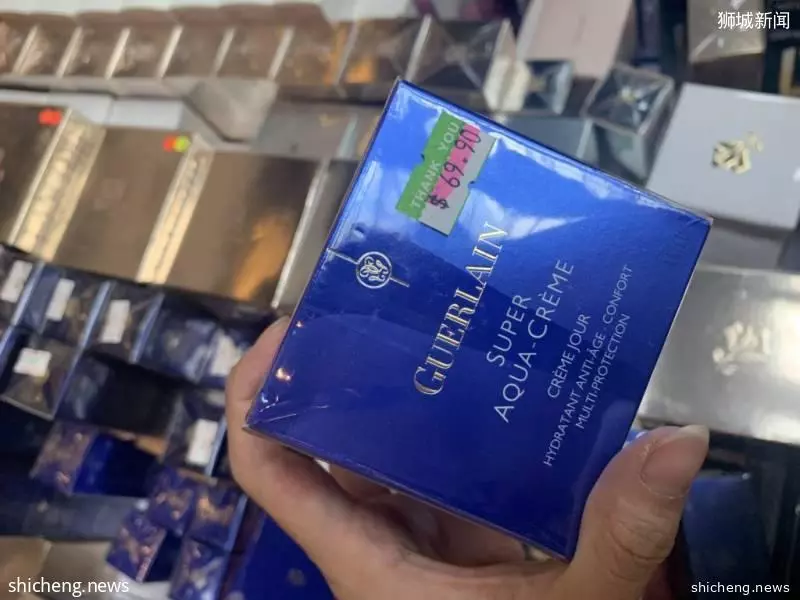 狮城新闻
THANK YOU
$ 69.90
GUERLAIN
SUPER
AQUA-CRÈME
CRÈME JOUR
HYDRATANT ANTI-ÂGE · CONFORT
MULTI-PROTECTION
shicheng.news
shicheng.news